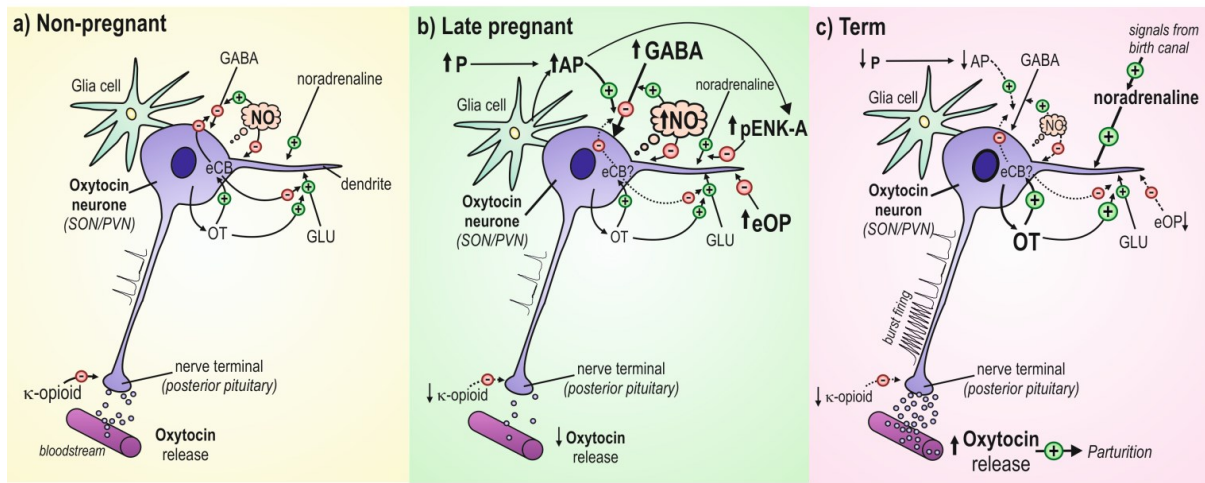 a) Non-pregnant
GABA
noradrenaline
Glia cell
NO
eCB
dendrite
Oxytocin
neurone
(SON/PVN)
OT
GLU
nerve terminal
(posterior pituitary)
κ-opioid
bloodstream
Oxytocin
release
b) Late pregnant
↑P
↑AP
↑GABA
noradrenaline
Glia cell
↑NO
↑pENK-A
eCB?
Oxytocin
neurone
(SON/PVN)
OT
GLU
↑eOP
nerve terminal
(posterior pituitary)
↓ κ-opioid
↓ Oxytocin
release
c) Term
signals from
birth canal
↓P
↓AP
GABA
noradrenaline
Glia cell
NO
eCB?
Oxytocin
neuron
(SON/PVN)
OT
GLU
eOP↓
burst firing
nerve terminal
(posterior pituitary)
↓ κ-opioid
↑ Oxytocin
release
Parturition